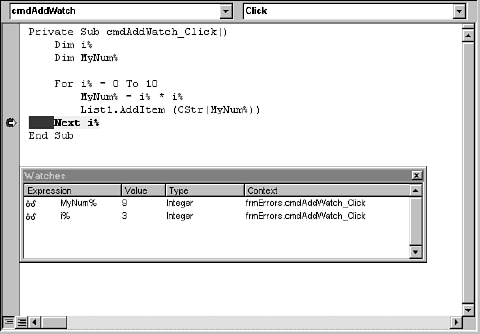 cmdAddWatch Click
Private Sub cmdAddWatch_Click()
Dim i%
Dim MyNum%
For i% = 0 To 10
MyNum% = i% * i%
List1.AddItem (CStr(MyNum%))
Next i%
End Sub
Watches
Expression Value Type Context
MyNum% 9 Integer frmErrors.cmdAddWatch_Click
i% 3 Integer frmErrors.cmdAddWatch_Click